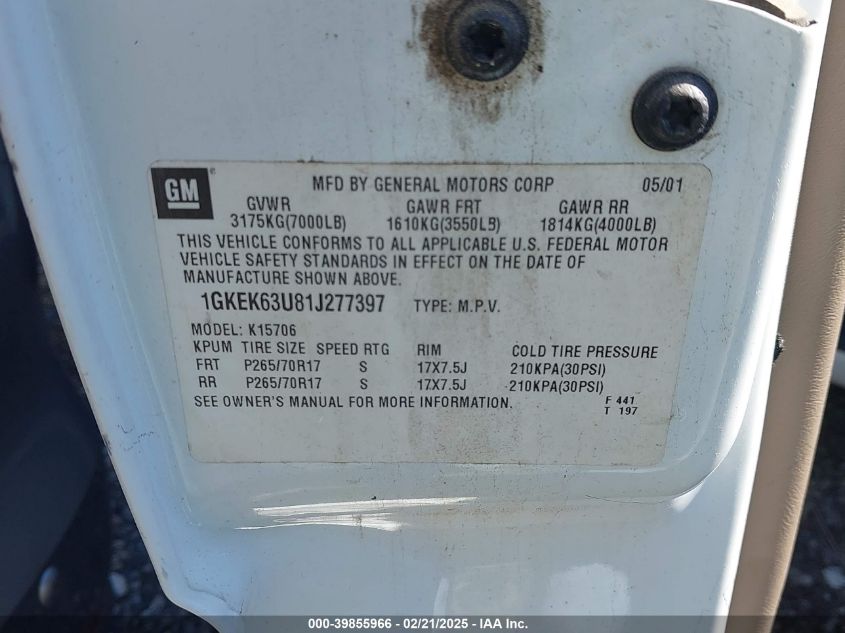 GM
MFD BY GENERAL MOTORS CORP 05/01
GVWR GAWR FRT GAWR RR
3175KG(7000LB) 1610KG(3550LB) 1814KG(4000LB)
THIS VEHICLE CONFORMS TO ALL APPLICABLE U.S. FEDERAL MOTOR
VEHICLE SAFETY STANDARDS IN EFFECT ON THE DATE OF
MANUFACTURE SHOWN ABOVE.
1GKEK63U81J277397 TYPE: M.P.V.
MODEL: K15706
KPUM TIRE SIZE SPEED RTG RIM COLD TIRE PRESSURE
FRT P265/70R17 S 17X7.5J 210KPA(30PSI)
RR P265/70R17 S 17X7.5J 210KPA(30PSI)
SEE OWNER'S MANUAL FOR MORE INFORMATION. F 441
T 197
000-39855966 - 02/21/2025 - IAA Inc.